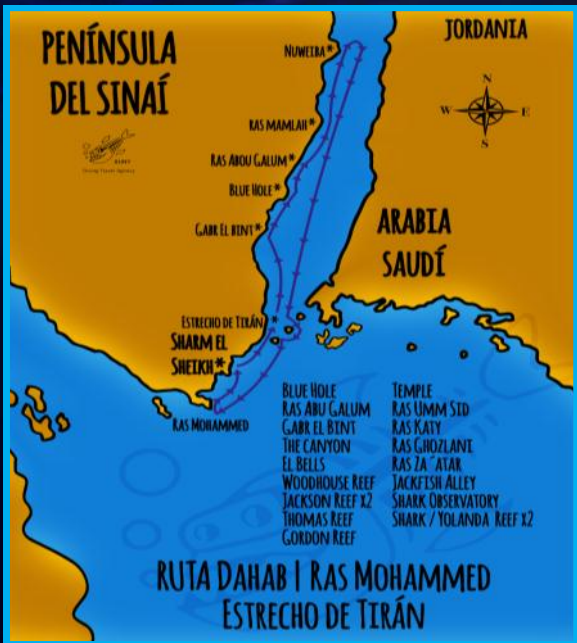 PENÍNSULA
DEL SINAÍ
JORDANIA
NUWEIBA*
N
W
E
S
RAS MAMLAH*
RAS ABOU GALUM*
BLUE HOLE*
GABR EL BINT*
ARABIA
SAUDÍ
ESTRECHO DE TIRÁN*
SHARM EL
SHEIKH*
RAS MOHAMMED
BLUE HOLE
RAS ABU GALUM
GABR EL BINT
THE CANYON
EL BELLS
WOODHOUSE REEF
JACKSON REEF X2
THOMAS REEF
GORDON REEF
TEMPLE
RAS UMM SID
RAS KATY
RAS GHOZLANI
RAS ZA´ATAR
JACKFISH ALLEY
SHARK OBSERVATORY
SHARK / YOLANDA REEF X2
RUTA DAHAB | RAS MOHAMMED
ESTRECHO DE TIRÁN